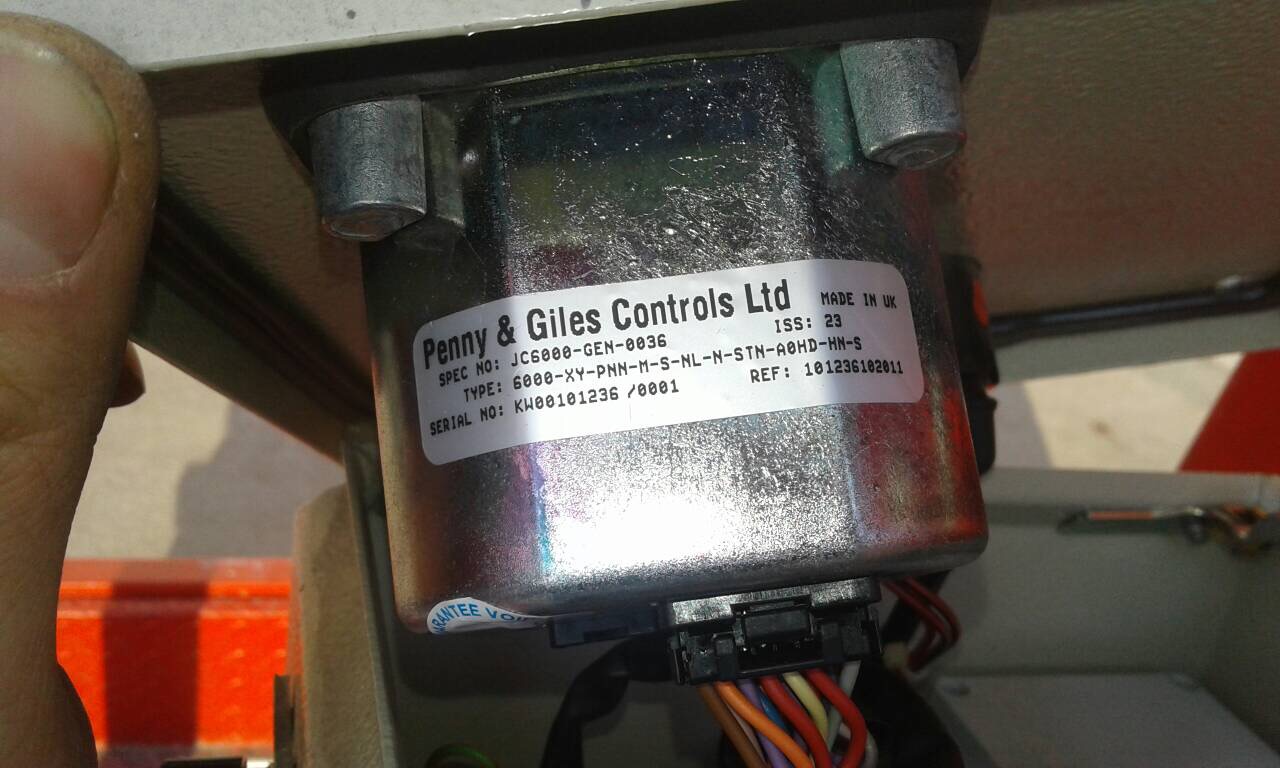 Penny & Giles Controls Ltd MADE IN UK
SPEC NO: JC6000-GEN-0036 ISS: 23
TYPE: 6000-XY-PNN-M-S-NL-N-STN-A0HD-HN-S
SERIAL NO: KW00101236 /0001 REF: 101236102011